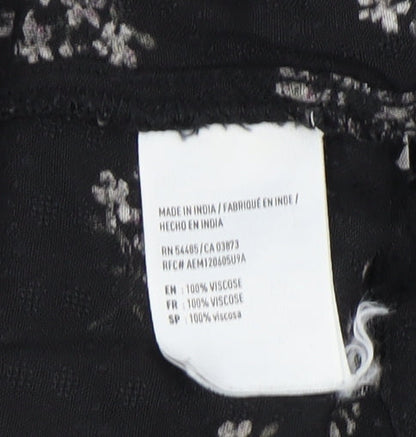 MADE IN INDIA / FABRIQUÉ EN INDE /
HECHO EN INDIA
RN 54485/CA 03873
RFC# AEM120605U9A
EN : 100% VISCOSE
FR : 100% VISCOSE
SP : 100% viscosa